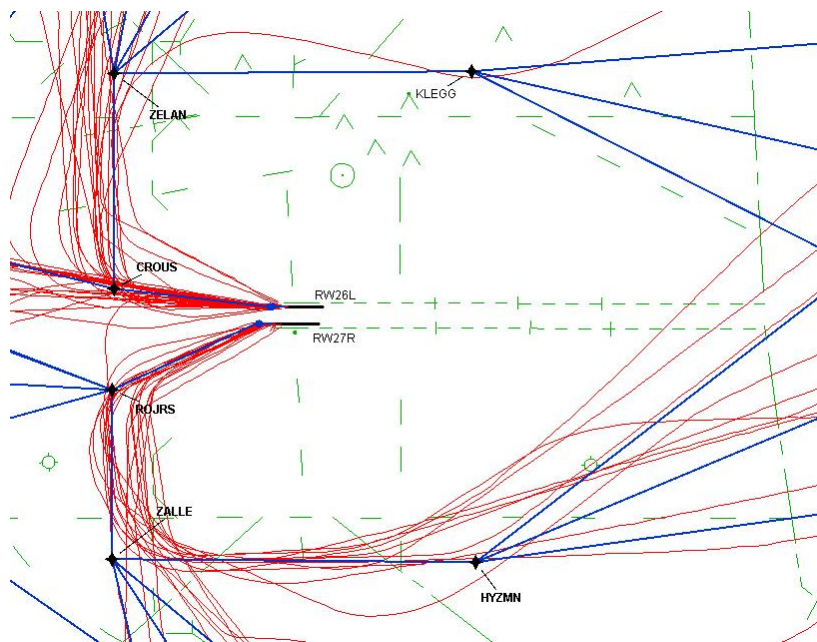 KLEGG
ZELAN
CROUS
RW26L
RW27R
ROJRS
ZALLE
HYZMN